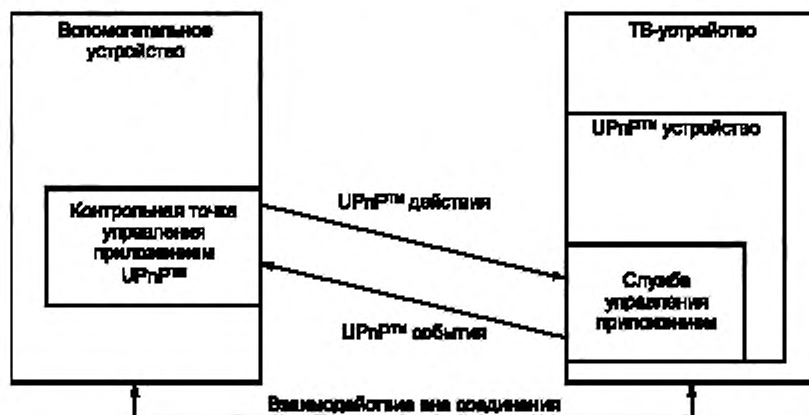 Вспомогательное
устройство
ТВ-устройство
UPnP™ устройство
UPnP™ действия
Контрольная точка
управления
приложением
UPnP™
Служба
управления
приложением
UPnP™ события
Взаимодействие вне соединения